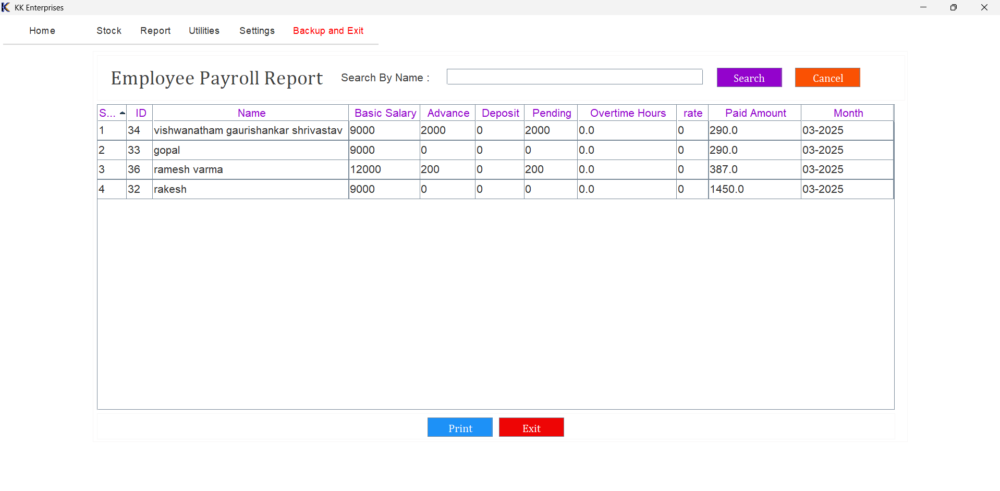 KK Enterprises
Home Stock Report Utilities Settings Backup and Exit
Employee Payroll Report Search By Name : Search Cancel
S... ID Name Basic Salary Advance Deposit Pending Overtime Hours rate Paid Amount Month
1 34 vishwanatham gaurishankar shrivastav 9000 2000 0 2000 0.0 0 290.0 03-2025
2 33 gopal 9000 0 0 0 0.0 0 290.0 03-2025
3 36 ramesh varma 12000 200 0 200 0.0 0 387.0 03-2025
4 32 rakesh 9000 0 0 0 0.0 0 1450.0 03-2025
Print Exit